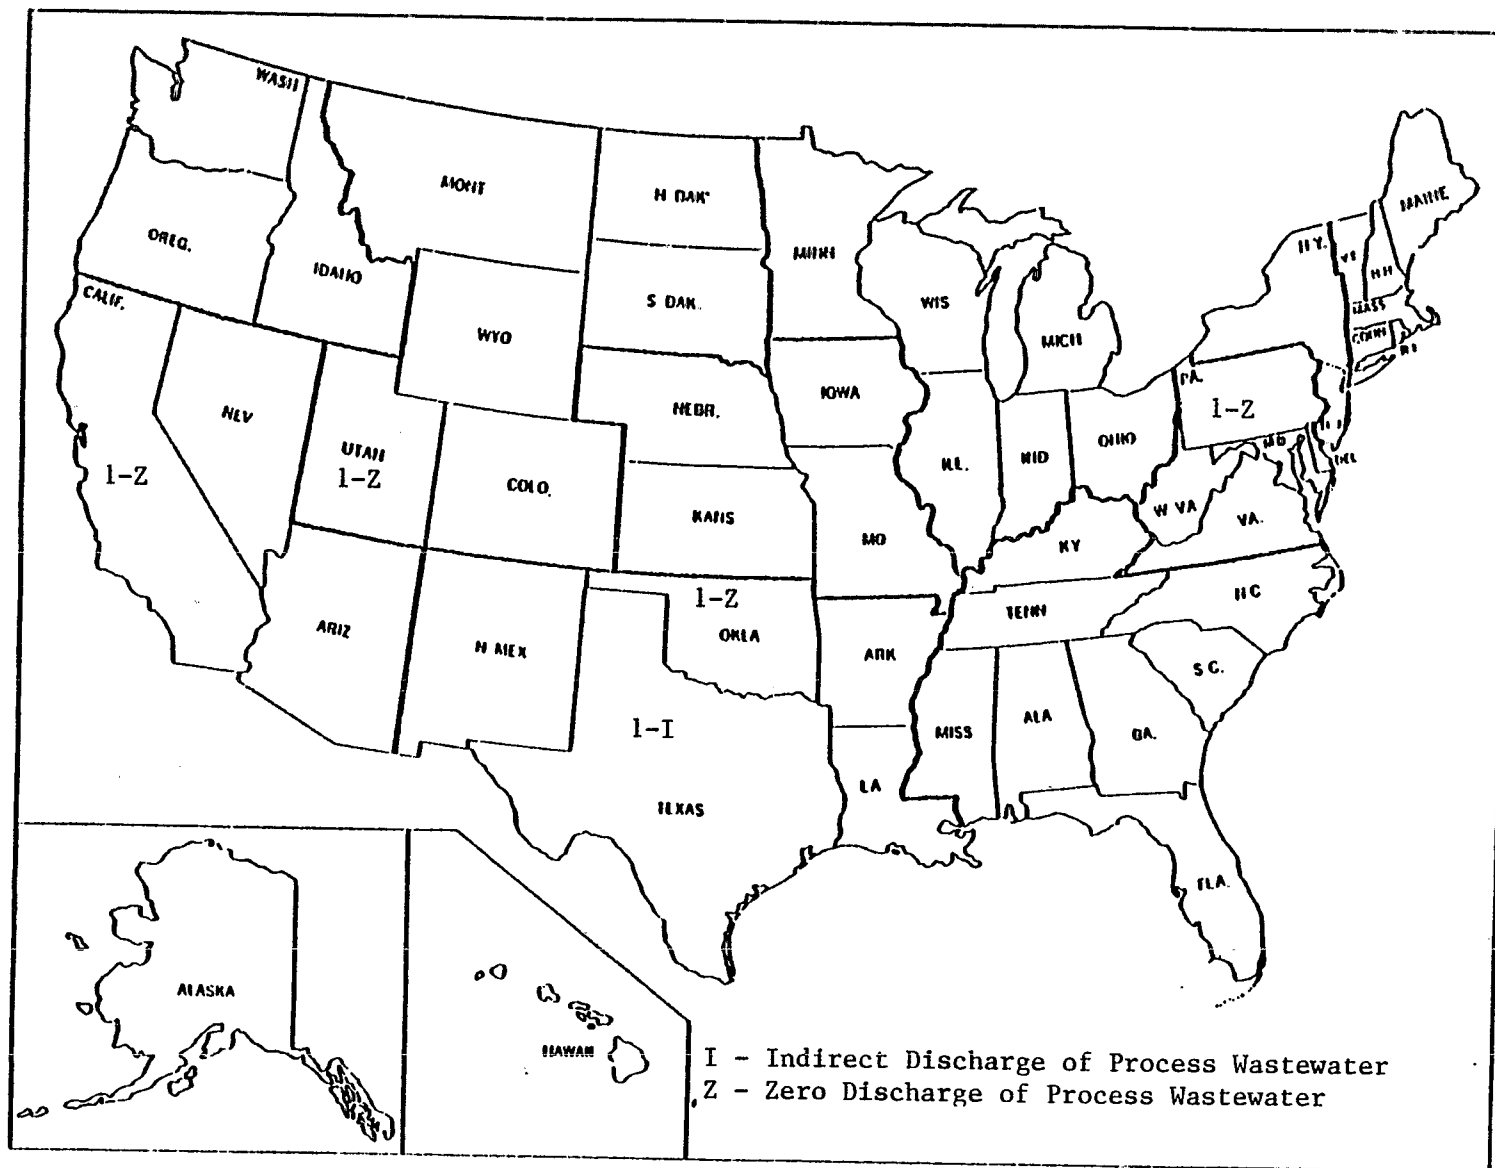 WASH
MONT
N DAK
MINN
MAINE
OREG.
IDAHO
N.Y.
VT
NH
S DAK.
WIS
MASS
CALIF.
WYO
MICH
CONN
RI
PA.
NEV
NEBR.
IOWA
1-Z
UTAH
ILL.
IND
OHIO
MD
DEL
1-Z
1-Z
COLO.
KANS
W VA
VA.
MO
KY
1-Z
OKLA
TENN
N C
ARIZ
N MEX
ARK
S C.
1-I
MISS
ALA
GA.
TEXAS
LA
FLA.
ALASKA
HAWAII
I - Indirect Discharge of Process Wastewater
Z - Zero Discharge of Process Wastewater